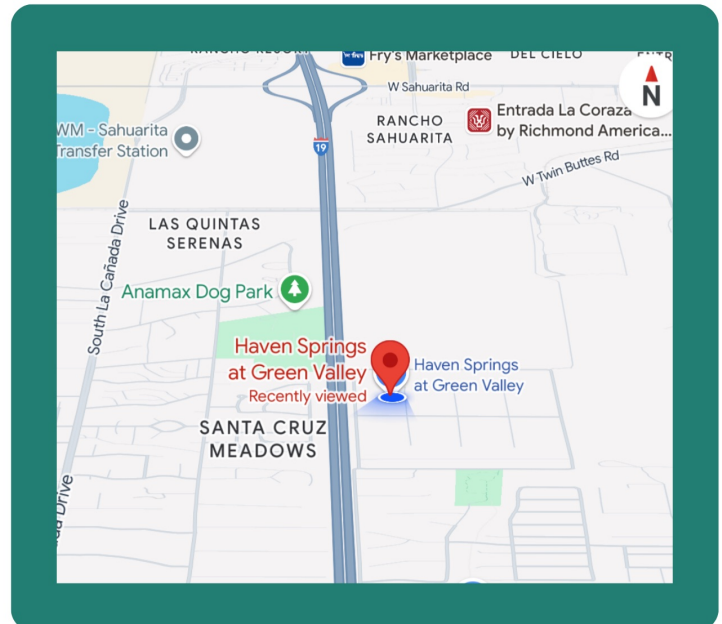 Fry's Marketplace
DEL CIELO
W Sahuarita Rd
N
Entrada La Coraza
by Richmond America...
RANCHO
SAHUARITA
WM - Sahuarita
Transfer Station
19
W Twin Buttes Rd
LAS QUINTAS
SERENAS
South La Cañada Drive
Anamax Dog Park
Haven Springs
at Green Valley
Recently viewed
Haven Springs
at Green Valley
SANTA CRUZ
MEADOWS
Drive